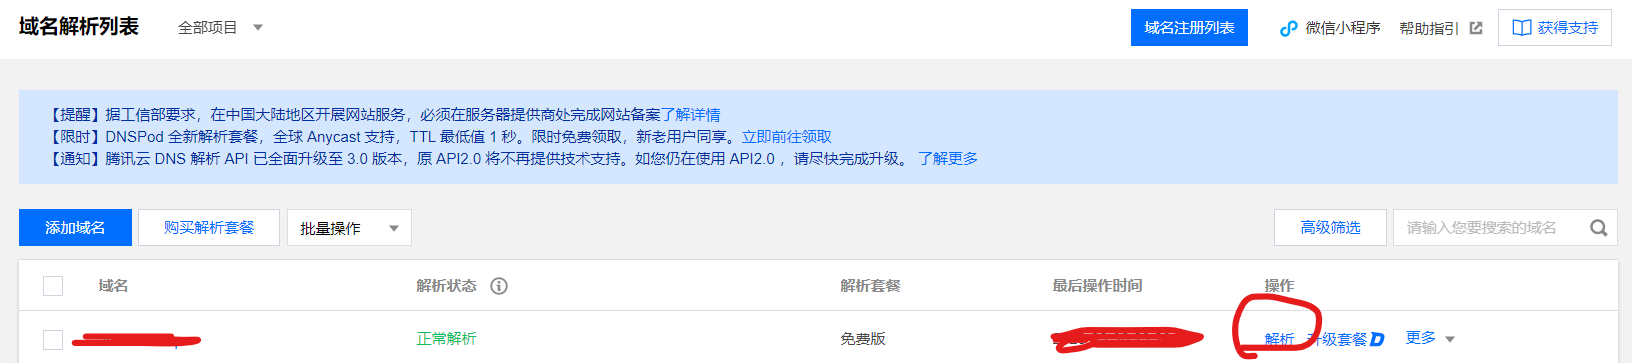 域名解析列表 全部项目 域名注册列表 微信小程序 帮助指引 获得支持
【提醒】据工信部要求，在中国大陆地区开展网站服务，必须在服务器提供商处完成网站备案了解详情
【限时】DNSPod 全新解析套餐，全球 Anycast 支持，TTL 最低值 1 秒。限时免费领取，新老用户同享。立即前往领取
【通知】腾讯云 DNS 解析 API 已全面升级至 3.0 版本，原 API2.0 将不再提供技术支持。如您仍在使用 API2.0 ，请尽快完成升级。 了解更多
添加域名 购买解析套餐 批量操作 高级筛选 请输入您要搜索的域名
域名 解析状态 解析套餐 最后操作时间 操作
正常解析 免费版 解析 升级套餐 更多